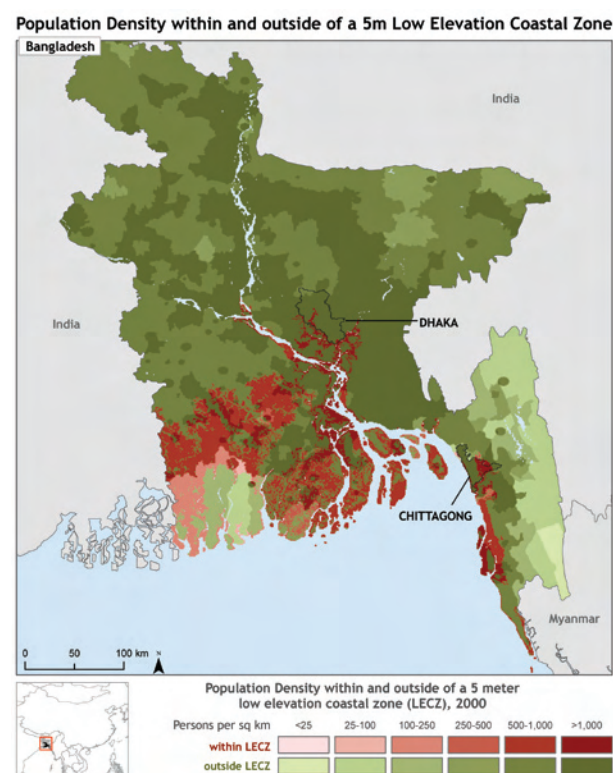 Population Density within and outside of a 5m Low Elevation Coastal Zone
Bangladesh
India
India
DHAKA
CHITTAGONG
Myanmar
0 50 100 km
N
Population Density within and outside of a 5 meter
low elevation coastal zone (LECZ), 2000
Persons per sq km <25 25-100 100-250 250-500 500-1,000 >1,000
within LECZ
outside LECZ